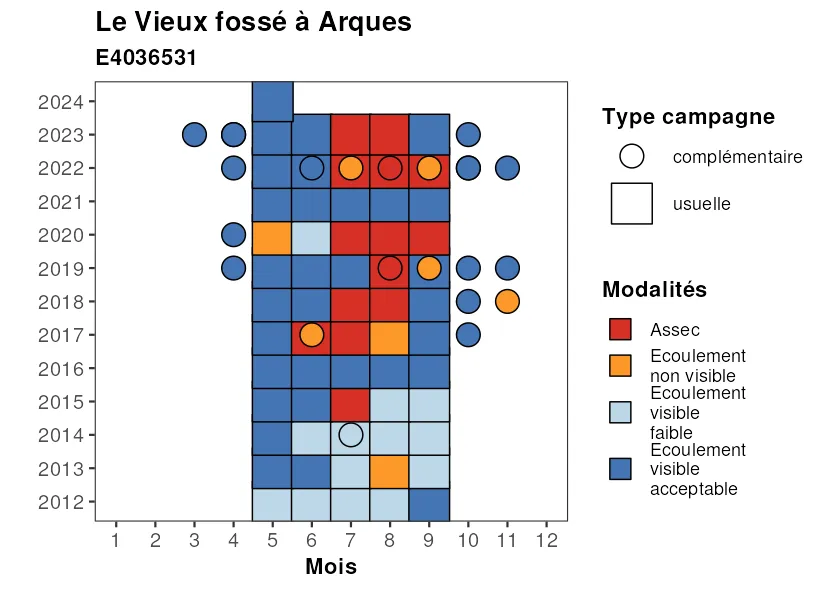 Le Vieux fossé à Arques
E4036531
2024
2023
2022
2021
2020
2019
2018
2017
2016
2015
2014
2013
2012
1 2 3 4 5 6 7 8 9 10 11 12
Mois
Type campagne
complémentaire
usuelle
Modalités
Assec
Ecoulement
non visible
Ecoulement
visible
faible
Ecoulement
visible
acceptable